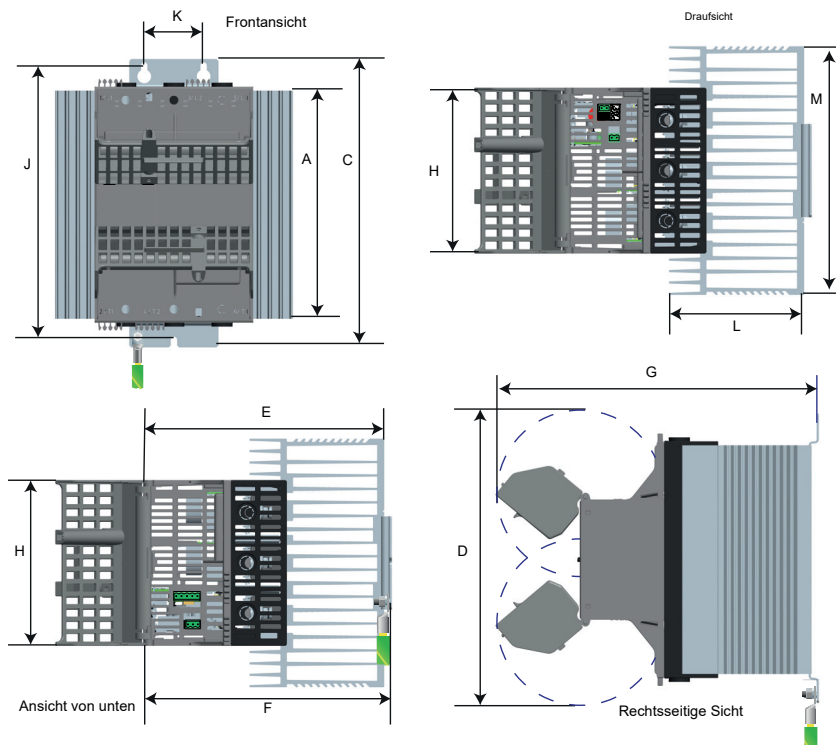 K
Frontansicht
J
A
C
Draufsicht
M
H
L
E
H
Ansicht von unten
F
G
D
Rechtsseitige Sicht